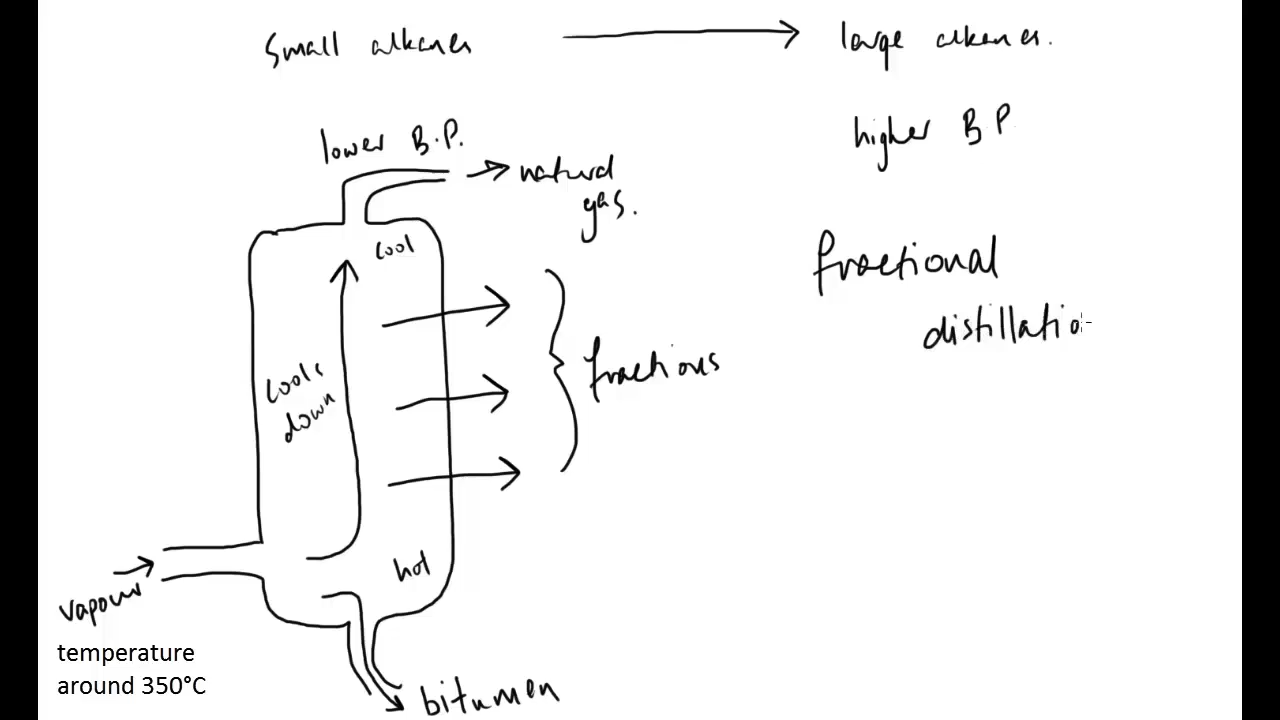 small alkanes
large alkanes.
lower B.P.
higher B P
natural
gas.
cool
fractional
distillatio
cools
down
fractions
hot
vapour
temperature
around 350°C
bitumen